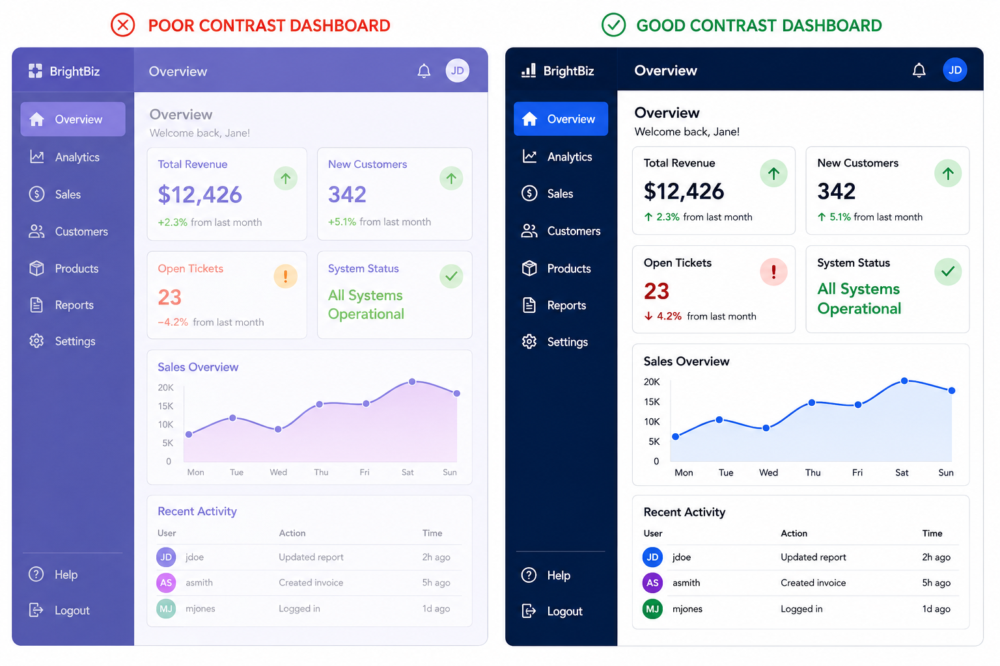 POOR CONTRAST DASHBOARD
BrightBiz
Overview
JD
Overview
Analytics
Sales
Customers
Products
Reports
Settings
Help
Logout
Overview
Welcome back, Jane!
Total Revenue
$12,426
+2.3% from last month
New Customers
342
+5.1% from last month
Open Tickets
23
−4.2% from last month
System Status
All Systems
Operational
Sales Overview
20K
15K
10K
5K
0
Mon Tue Wed Thu Fri Sat Sun
Recent Activity
User Action Time
JD jdoe Updated report 2h ago
AS asmith Created invoice 5h ago
MJ mjones Logged in 1d ago
GOOD CONTRAST DASHBOARD
BrightBiz
Overview
JD
Overview
Analytics
Sales
Customers
Products
Reports
Settings
Help
Logout
Overview
Welcome back, Jane!
Total Revenue
$12,426
↑ 2.3% from last month
New Customers
342
↑ 5.1% from last month
Open Tickets
23
↓ 4.2% from last month
System Status
All Systems
Operational
Sales Overview
20K
15K
10K
5K
0
Mon Tue Wed Thu Fri Sat Sun
Recent Activity
User Action Time
JD jdoe Updated report 2h ago
AS asmith Created invoice 5h ago
MJ mjones Logged in 1d ago